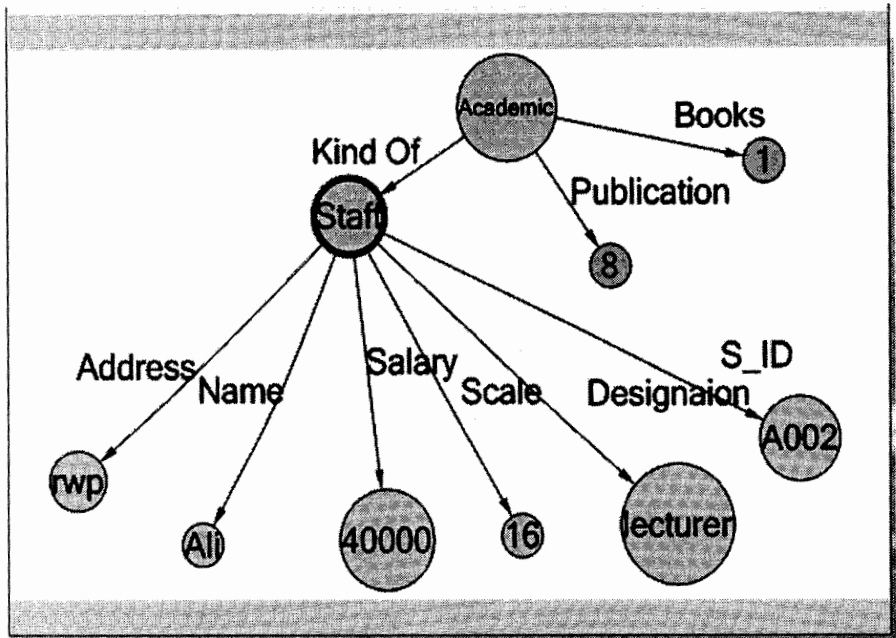 Academic
Books
1
Kind Of
Publication
Staff
8
S_ID
Address
Salary
Name
Scale
Designaion
A002
rwp
Ali
40000
16
lecturer